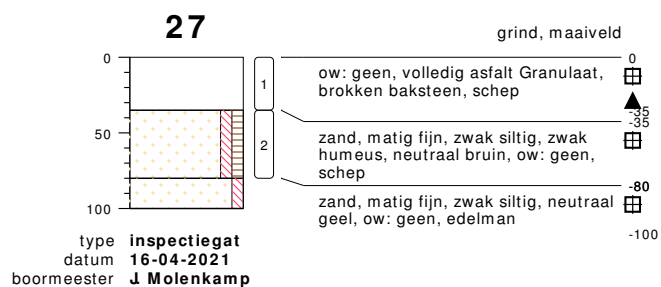 27
grind, maaiveld
0
0
ow: geen, volledig asfalt Granulaat,
brokken baksteen, schep
1
-35
-35
50
2
zand, matig fijn, zwak siltig, zwak
humeus, neutraal bruin, ow: geen,
schep
-80
zand, matig fijn, zwak siltig, neutraal
geel, ow: geen, edelman
100
-100
type inspectiegat
datum 16-04-2021
boormeester J. Molenkamp